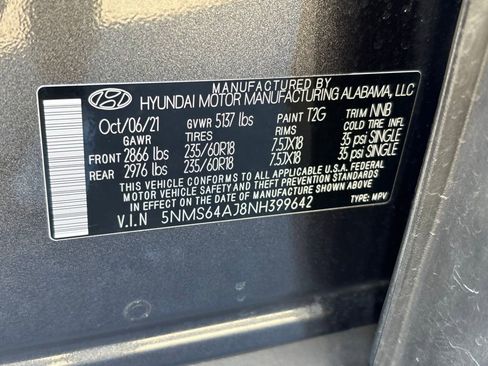 MANUFACTURED BY
HYUNDAI MOTOR MANUFACTURING ALABAMA, LLC
Oct/06/21 GVWR 5137 lbs PAINT T2G TRIM NNB
GAWR TIRES RIMS COLD TIRE INFL.
FRONT 2866 lbs 235/60R18 7.5JX18 35 psi SINGLE
REAR 2976 lbs 235/60R18 7.5JX18 35 psi SINGLE
THIS VEHICLE CONFORMS TO ALL APPLICABLE U.S. FEDERAL
MOTOR VEHICLE SAFETY AND THEFT PREVENTION STANDARDS
IN EFFECT ON THE DATE OF MANUFACTURE SHOWN ABOVE.
V.I.N 5NMS64AJ8NH399642 TYPE: MPV